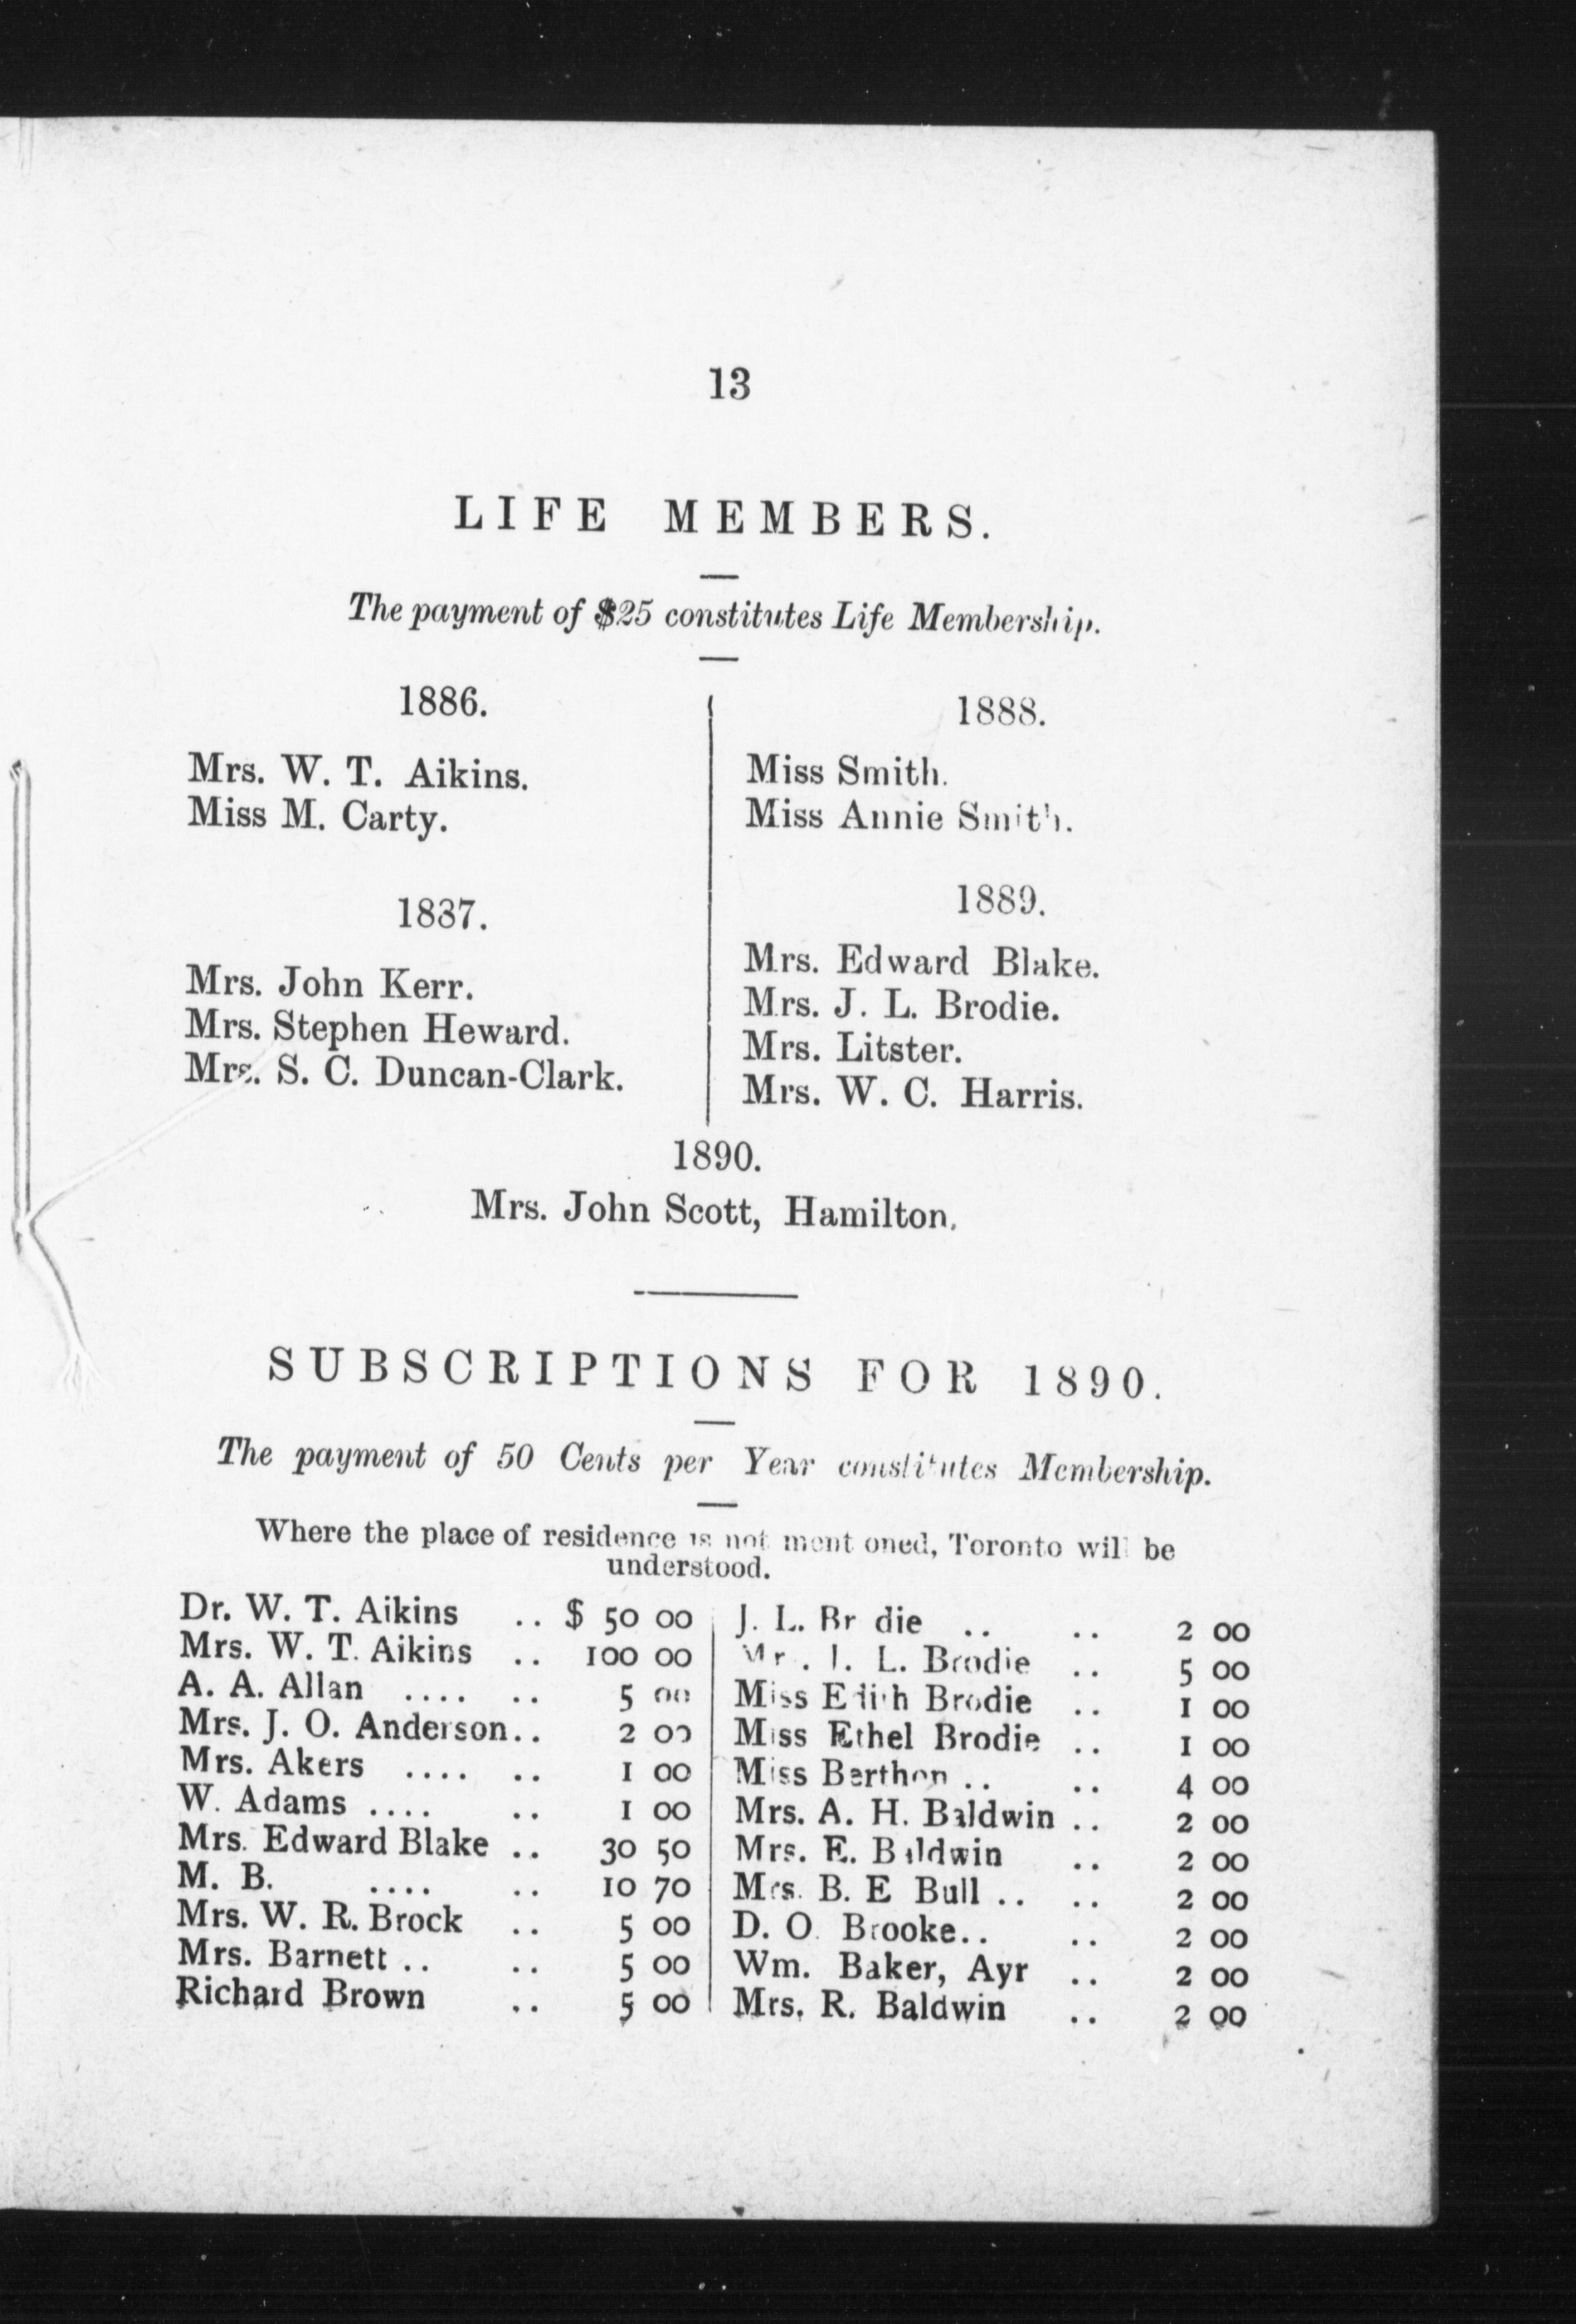 13
LIFE MEMBERS.
The payment of $25 constitutes Life Membership.
1886.
Mrs. W. T. Aikins.
Miss M. Carty.
1887.
Mrs. John Kerr.
Mrs. Stephen Heward.
Mrs. S. C. Duncan-Clark.
1888.
Miss Smith.
Miss Annie Smith.
1889.
Mrs. Edward Blake.
Mrs. J. L. Brodie.
Mrs. Litster.
Mrs. W. C. Harris.
1890.
Mrs. John Scott, Hamilton.
SUBSCRIPTIONS FOR 1890.
The payment of 50 Cents per Year constitutes Membership.
Where the place of residence is not ment oned, Toronto will be
understood.
Dr. W. T. Aikins .. $ 50 00
Mrs. W. T. Aikins .. 100 00
A. A. Allan .... .. 5 00
Mrs. J. O. Anderson.. 2 00
Mrs. Akers .... .. 1 00
W. Adams .... .. 1 00
Mrs. Edward Blake .. 30 50
M. B. .... .. 10 70
Mrs. W. R. Brock .. 5 00
Mrs. Barnett .. .. 5 00
Richard Brown .. 5 00
J. L. Br die .. .. 2 00
Mr . J. L. Brodie .. 5 00
Miss Edith Brodie .. 1 00
Miss Ethel Brodie .. 1 00
Miss Berthon .. .. 4 00
Mrs. A. H. Baldwin .. 2 00
Mrs. E. Baldwin .. 2 00
Mrs. B. E Bull .. .. 2 00
D. O. Brooke.. .. 2 00
Wm. Baker, Ayr .. 2 00
Mrs. R. Baldwin .. 2 00